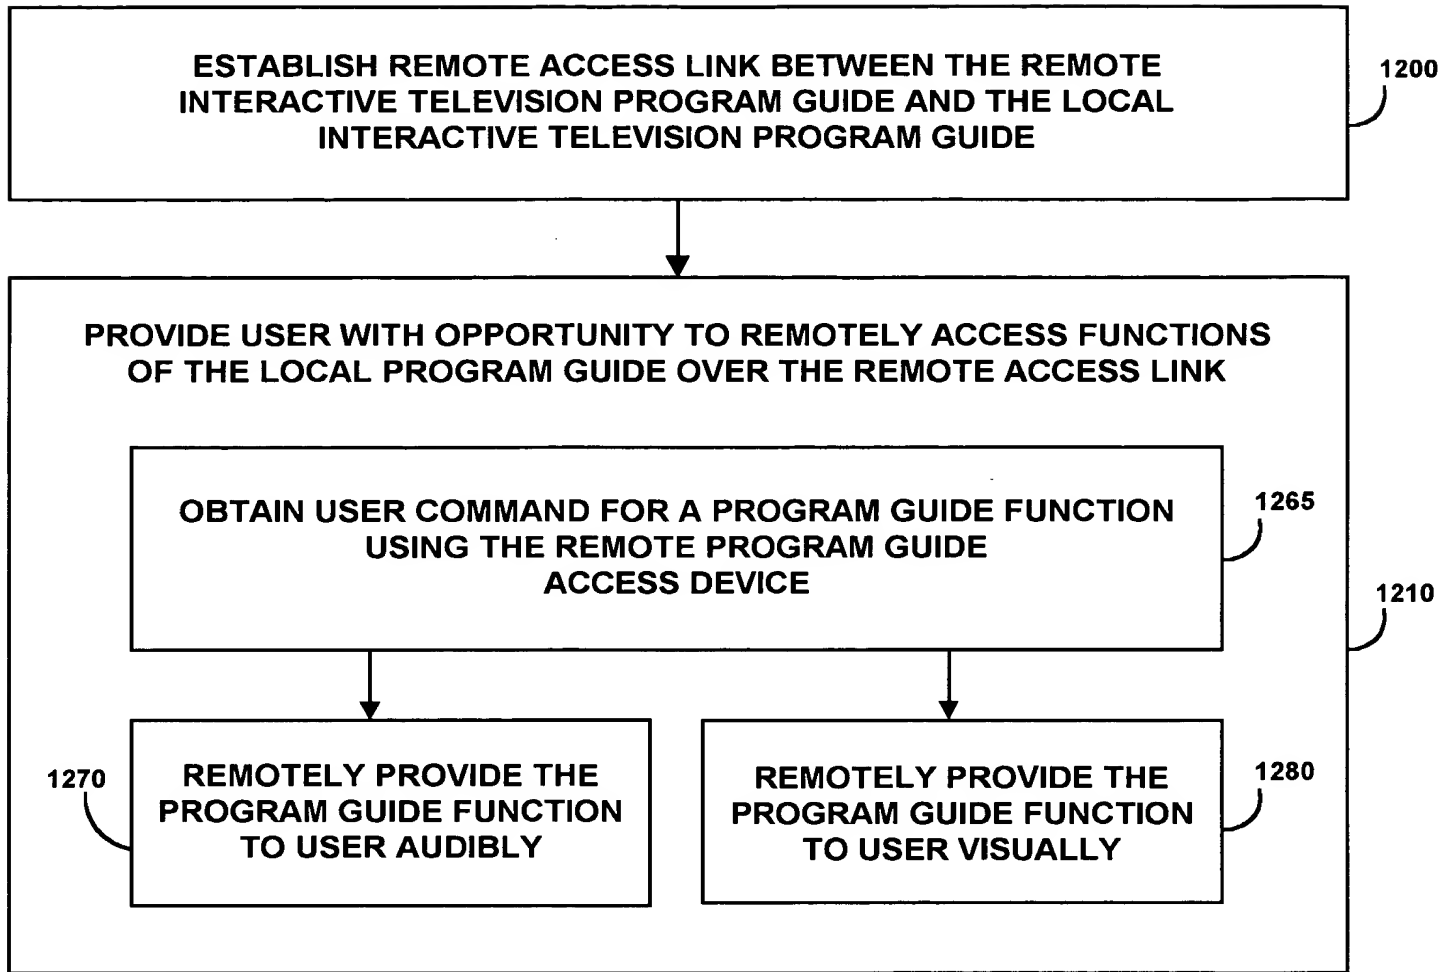 ESTABLISH REMOTE ACCESS LINK BETWEEN THE REMOTE
INTERACTIVE TELEVISION PROGRAM GUIDE AND THE LOCAL
INTERACTIVE TELEVISION PROGRAM GUIDE
1200
PROVIDE USER WITH OPPORTUNITY TO REMOTELY ACCESS FUNCTIONS
OF THE LOCAL PROGRAM GUIDE OVER THE REMOTE ACCESS LINK
OBTAIN USER COMMAND FOR A PROGRAM GUIDE FUNCTION
USING THE REMOTE PROGRAM GUIDE
ACCESS DEVICE
1265
1210
1270
REMOTELY PROVIDE THE
PROGRAM GUIDE FUNCTION
TO USER AUDIBLY
REMOTELY PROVIDE THE
PROGRAM GUIDE FUNCTION
TO USER VISUALLY
1280